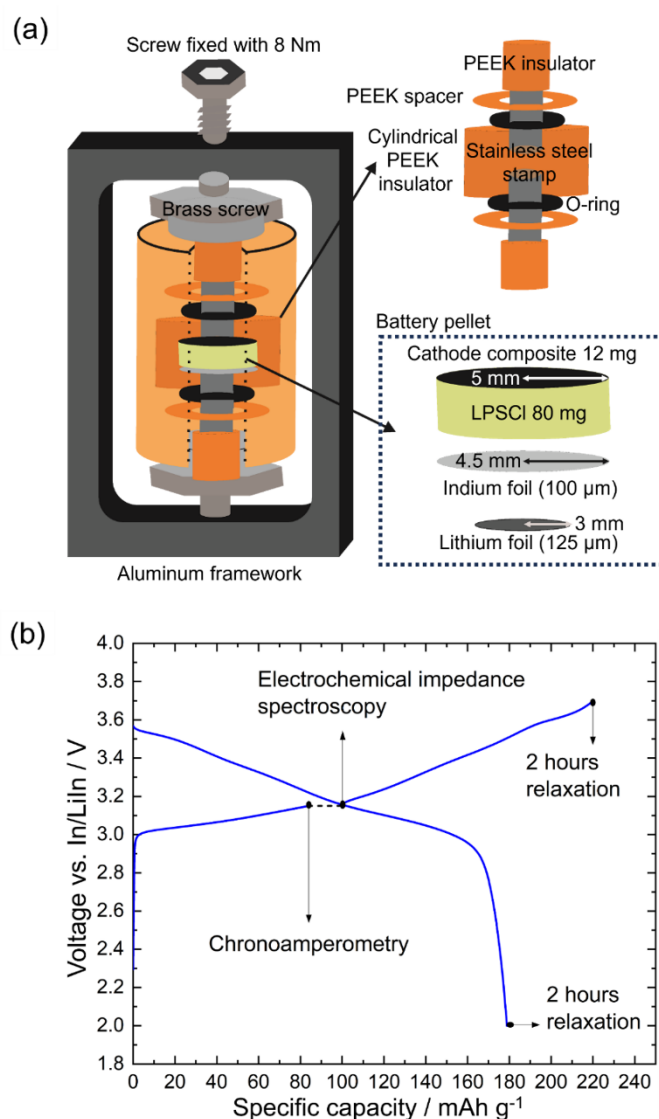 (a)
Screw fixed with 8 Nm
PEEK insulator
PEEK spacer
Cylindrical
PEEK
insulator
Stainless steel
stamp
O-ring
Brass screw
Battery pellet
Cathode composite 12 mg
5 mm
LPSCl 80 mg
4.5 mm
Indium foil (100 µm)
3 mm
Lithium foil (125 µm)
Aluminum framework
(b)
Voltage vs. In/LiIn / V
4.0
3.8
3.6
3.4
3.2
3.0
2.8
2.6
2.4
2.2
2.0
1.8
Electrochemical impedance
spectroscopy
2 hours
relaxation
Chronoamperometry
2 hours
relaxation
0 20 40 60 80 100 120 140 160 180 200 220 240
Specific capacity / mAh g⁻¹